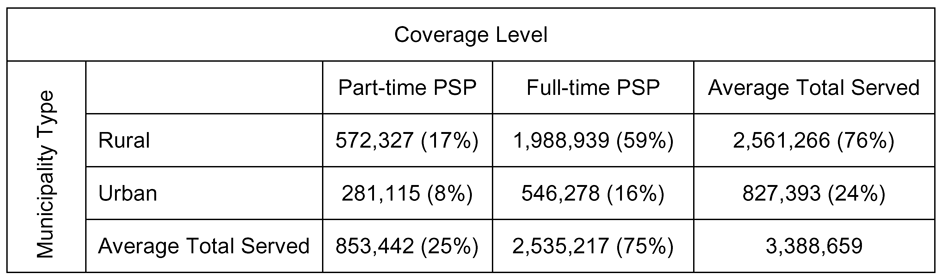 Coverage Level
Municipality Type
Part-time PSP Full-time PSP Average Total Served
Rural 572,327 (17%) 1,988,939 (59%) 2,561,266 (76%)
Urban 281,115 (8%) 546,278 (16%) 827,393 (24%)
Average Total Served 853,442 (25%) 2,535,217 (75%) 3,388,659